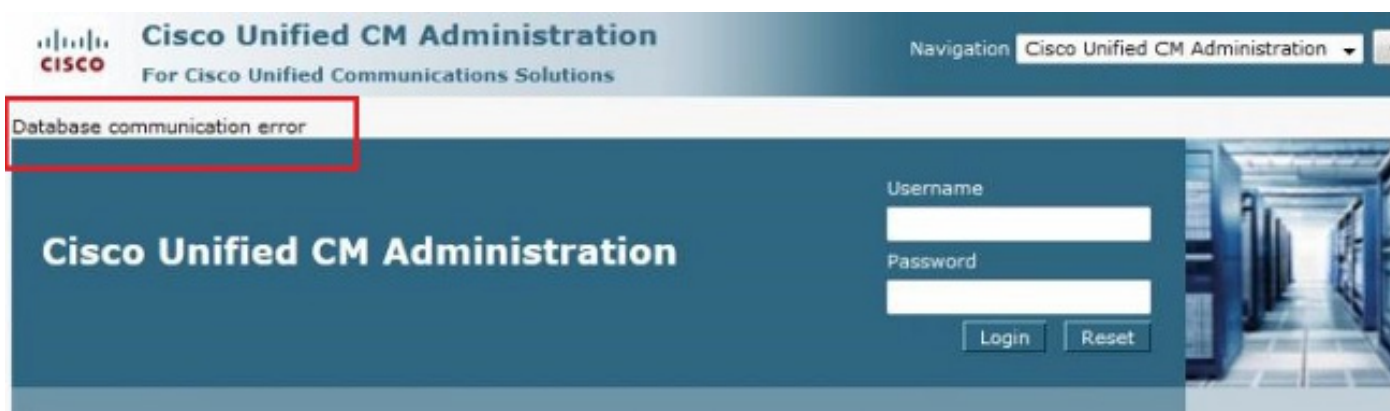 cisco
Cisco Unified CM Administration
For Cisco Unified Communications Solutions
Navigation Cisco Unified CM Administration
Database communication error
Cisco Unified CM Administration
Username
Password
Login Reset